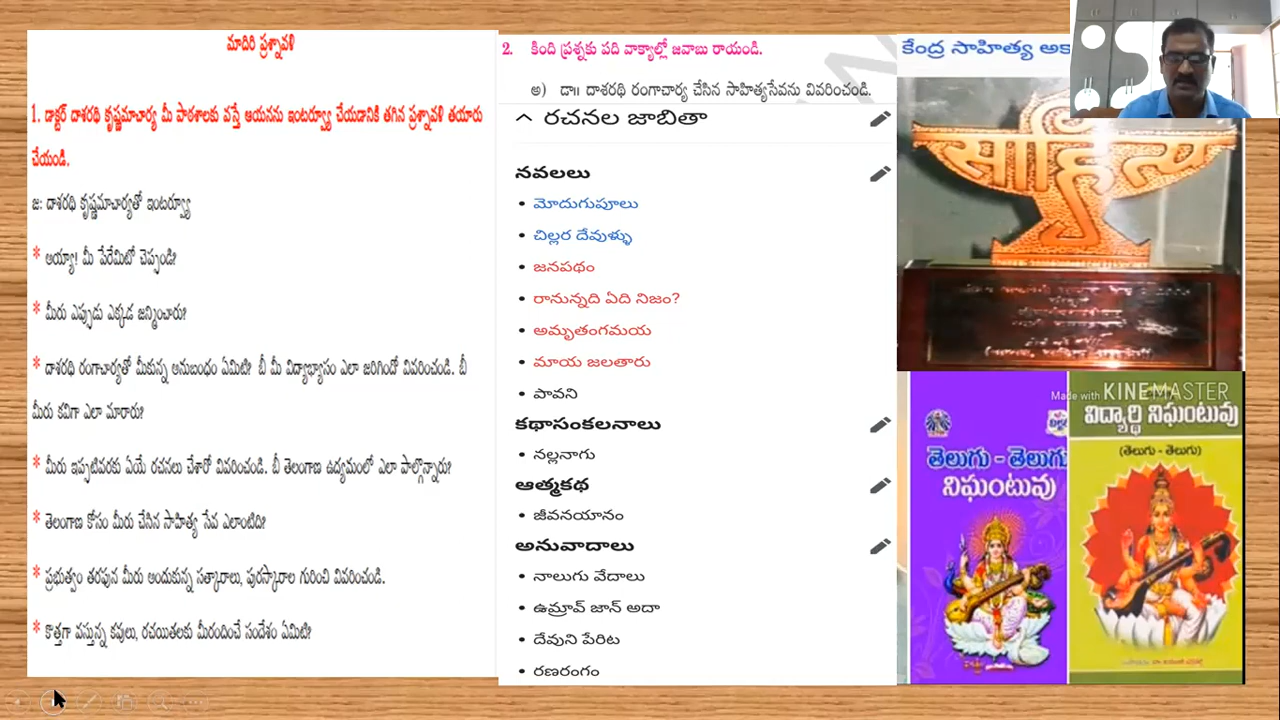 మాదిరి ప్రశ్నావళి
1. డాక్టర్ దాశరథి కృష్ణమాచార్య మీ పాఠశాలకు వస్తే ఆయనను ఇంటర్వ్యూ చేయడానికి తగిన ప్రశ్నావళి తయారు
చేయండి.
జ: దాశరథి కృష్ణమాచార్యతో ఇంటర్వ్యూ
* అయ్యా! మీ పేరేమిటో చెప్పండి?
* మీరు ఎప్పుడు ఎక్కడ జన్మించారు?
* దాశరథి రంగాచార్యతో మీకున్న అనుబంధం ఏమిటి? బీ మీ విద్యాభ్యాసం ఎలా జరిగిందో వివరించండి. బీ
మీరు కవిగా ఎలా మారారు?
* మీరు ఇప్పటివరకు ఏయే రచనలు చేశారో వివరించండి. బీ తెలంగాణ ఉద్యమంలో ఎలా పాల్గొన్నారు?
* తెలంగాణ కోసం మీరు చేసిన సాహిత్య సేవ ఎలాంటిది?
* ప్రభుత్వం తరపున మీరు అందుకున్న సత్కారాలు, పురస్కారాల గురించి వివరించండి.
* కొత్తగా వస్తున్న కవులు, రచయితలకు మీరందించే సందేశం ఏమిటి?
2. కింది ప్రశ్నకు పది వాక్యాల్లో జవాబు రాయండి.
అ) డా॥ దాశరథి రంగాచార్య చేసిన సాహిత్యసేవను వివరించండి.
రచనల జాబితా
నవలలు
• మోదుగుపూలు
• చిల్లర దేవుళ్ళు
• జనపథం
• రానున్నది ఏది నిజం?
• అమృతంగమయ
• మాయ జలతారు
• పావని
కథాసంకలనాలు
• నల్లనాగు
ఆత్మకథ
• జీవనయానం
అనువాదాలు
• నాలుగు వేదాలు
• ఉమ్రావ్ జాన్ అదా
• దేవుని పేరిట
• రణరంగం
కేంద్ర సాహిత్య అక
साहित्य
Made with KINEMASTER
తెలుగు - తెలుగు
నిఘంటువు
విద్యార్థి నిఘంటువు
(తెలుగు - తెలుగు)